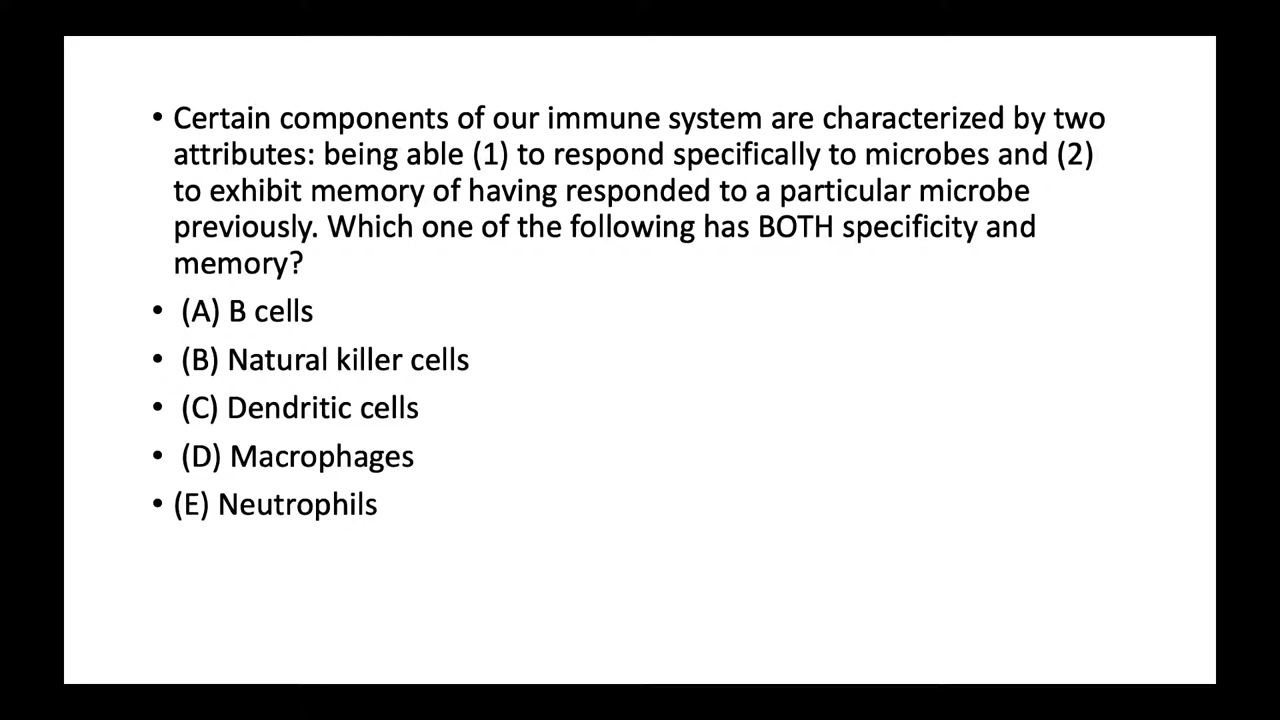 • Certain components of our immune system are characterized by two
attributes: being able (1) to respond specifically to microbes and (2)
to exhibit memory of having responded to a particular microbe
previously. Which one of the following has BOTH specificity and
memory?
• (A) B cells
• (B) Natural killer cells
• (C) Dendritic cells
• (D) Macrophages
• (E) Neutrophils